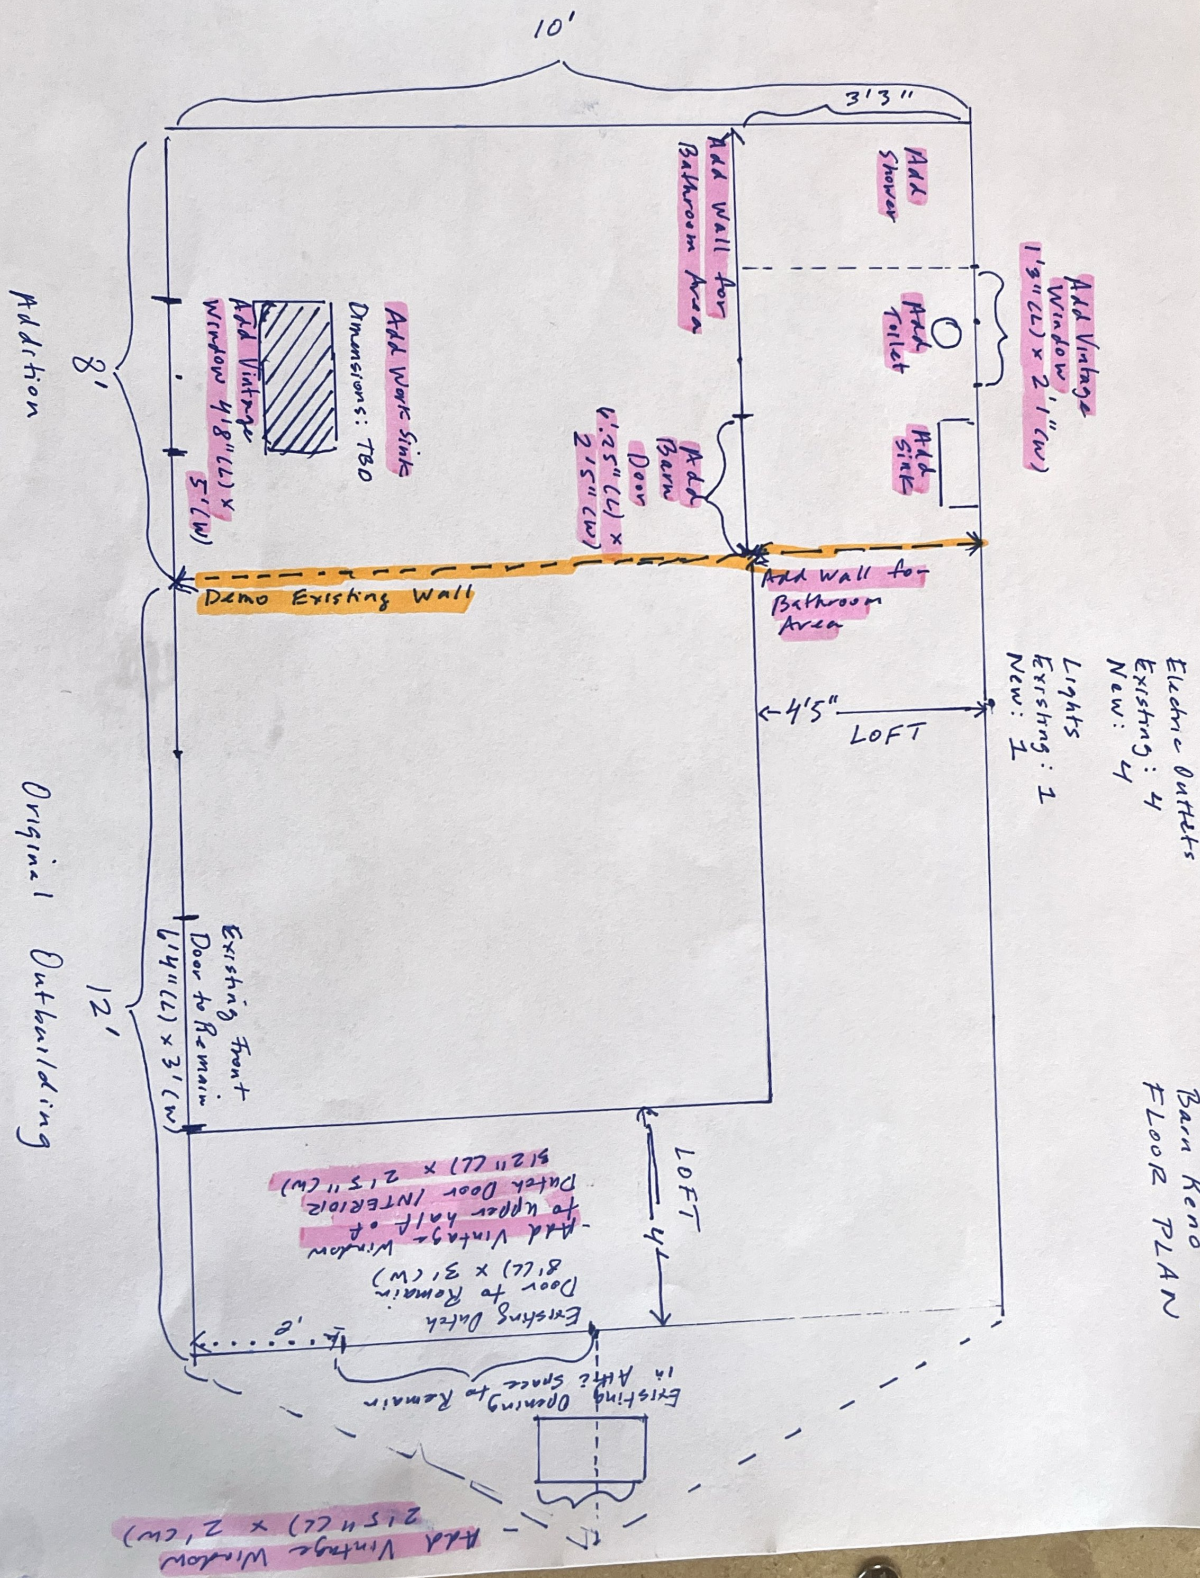 Barn Reno
FLOOR PLAN
Electric Outlets
Existing: 4
New: 4
Lights
Existing: 1
New: 1
10'
3'3"
Add
Shower
Add Vintage
Window
1'3"(L) x 2'1"(W)
Add
Toilet
Add
Sink
Add Wall for
Bathroom Area
Add
Barn
Door
6'.25"(L) x
2'5"(W)
Add Work Sink
Dimensions: TBD
Add Vintage
Window 4'8"(L) x
5'(W)
8'
Addition
Demo Existing Wall
Add Wall for
Bathroom
Area
4'5"
LOFT
Existing Front
Door to Remain
6'4"(L) x 3'(W)
12'
Original Outbuilding
LOFT
4'
Existing Dutch
Door to Remain
8'(L) x 3'(W)
-Add Vintage Window
to upper half of
Dutch Door INTERIOR
3'2"(L) x 2'5"(W)
2'
Existing Opening to Remain
in Attic Space
Add Vintage Window
2'5"(L) x 2'(W)